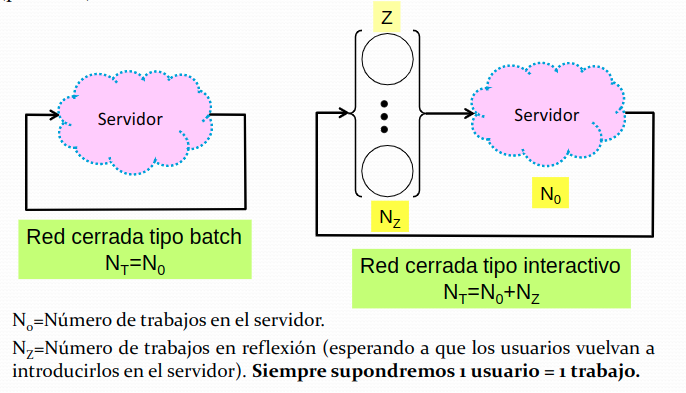 Servidor
Red cerrada tipo batch
N_T=N_0
Z
Servidor
N_0
N_Z
Red cerrada tipo interactivo
N_T=N_0+N_Z
N_o=Número de trabajos en el servidor.
N_Z=Número de trabajos en reflexión (esperando a que los usuarios vuelvan a
introducirlos en el servidor). Siempre supondremos 1 usuario = 1 trabajo.